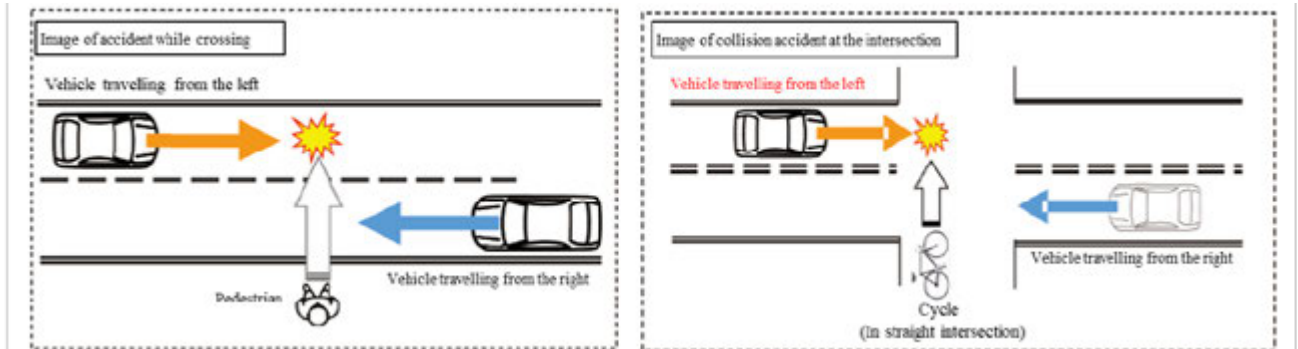 Image of accident while crossing
Vehicle travelling from the left
Vehicle travelling from the right
Pedestrian
Image of collision accident at the intersection
Vehicle travelling from the left
Vehicle travelling from the right
Cycle
(In straight intersection)